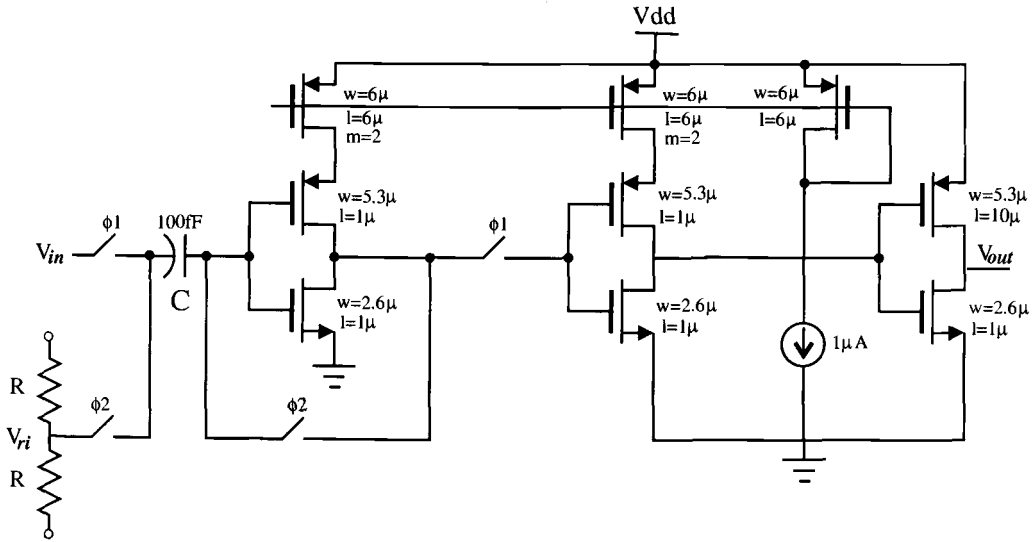 Vdd
w=6μ
l=6μ
m=2
w=6μ
l=6μ
m=2
w=6μ
l=6μ
w=5.3μ
l=1μ
w=5.3μ
l=1μ
w=5.3μ
l=10μ
ϕ1
100fF
ϕ1
Vin
C
Vout
w=2.6μ
l=1μ
w=2.6μ
l=1μ
1μA
w=2.6μ
l=1μ
R
ϕ2
ϕ2
Vri
R